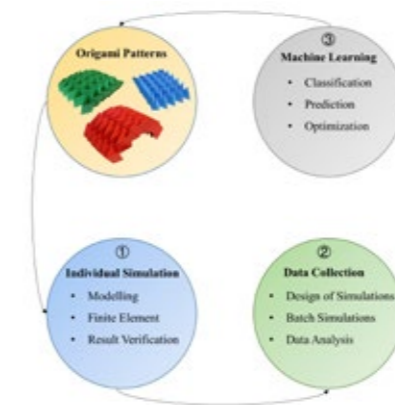 Origami Patterns
③
Machine Learning
• Classification
• Prediction
• Optimization
①
Individual Simulation
• Modelling
• Finite Element
• Result Verification
②
Data Collection
• Design of Simulations
• Batch Simulations
• Data Analysis